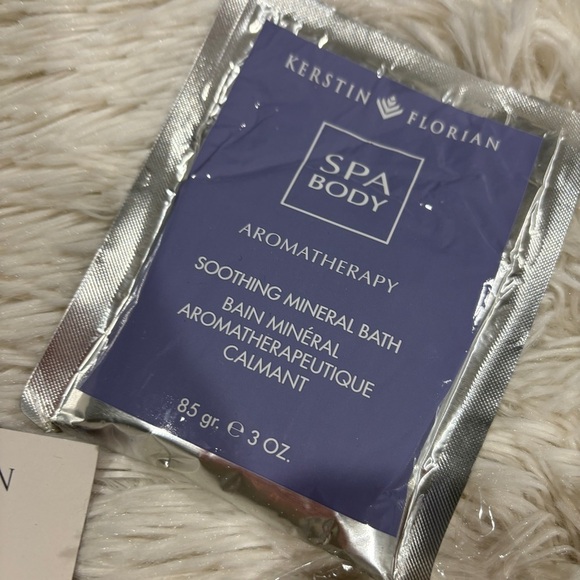 KERSTIN FLORIAN
SPA
BODY
AROMATHERAPY
SOOTHING MINERAL BATH
BAIN MINÉRAL
AROMATHERAPEUTIQUE
CALMANT
85 gr. ℮ 3 OZ.
N